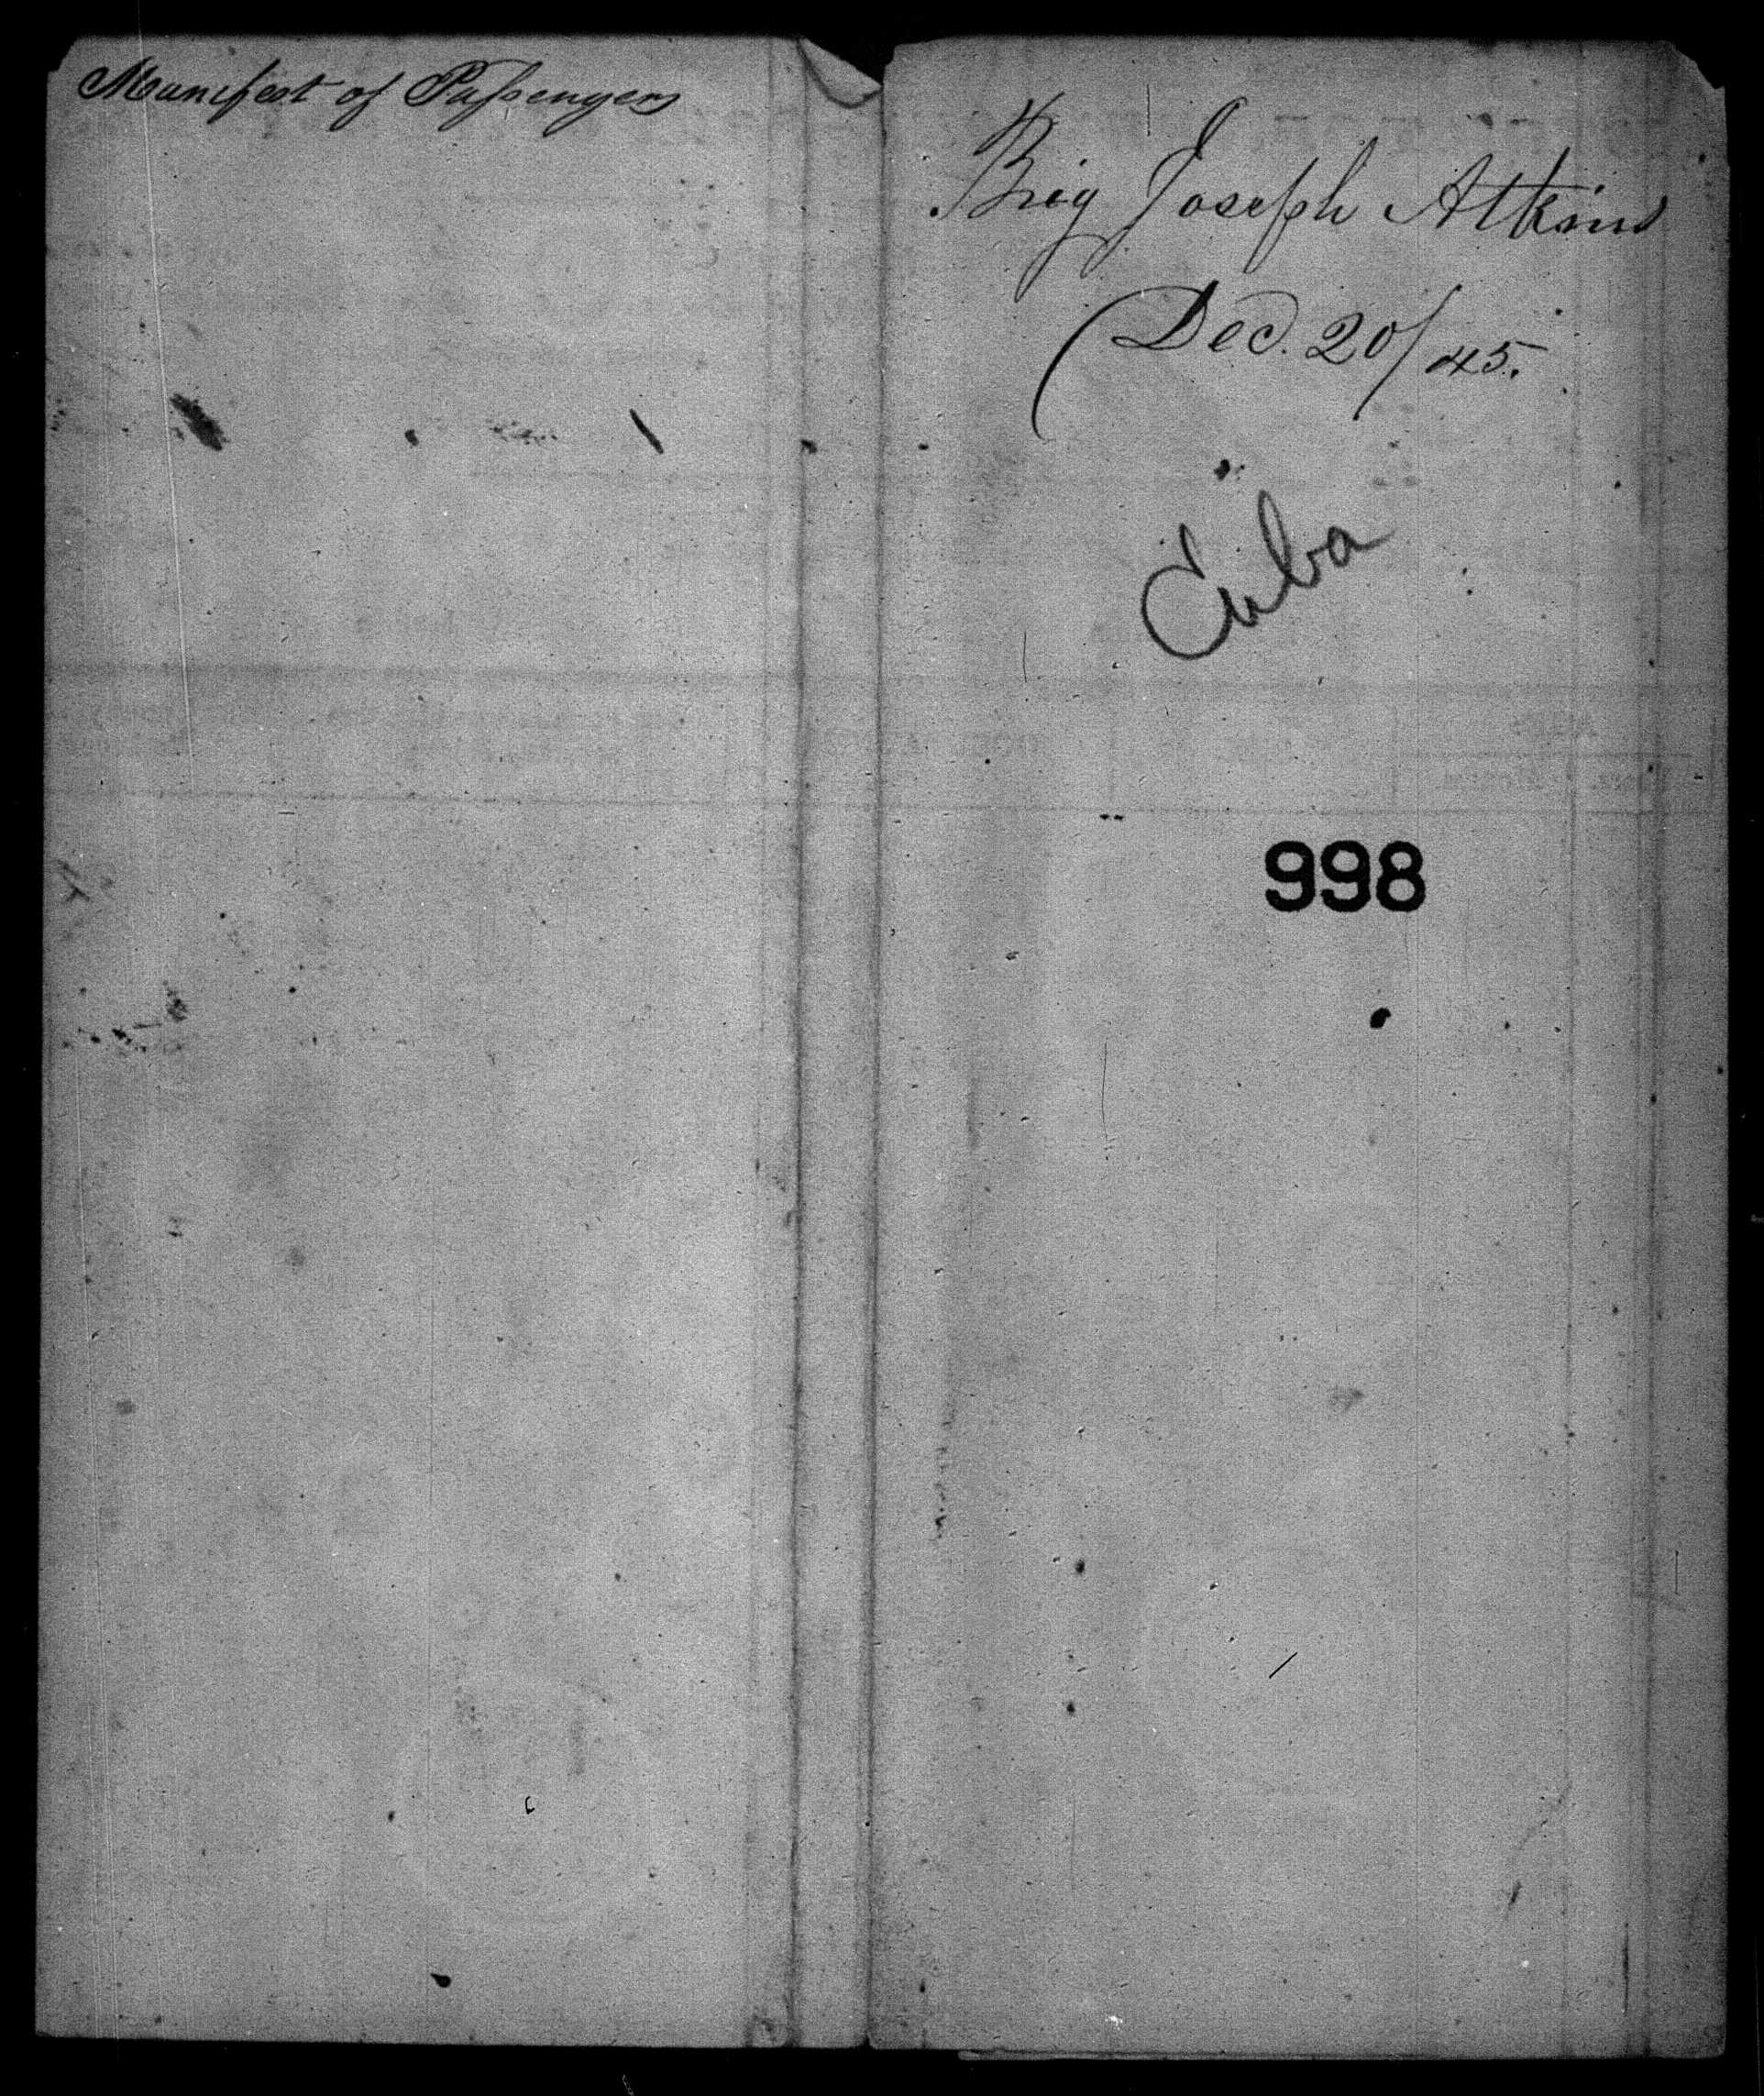 Manifest of Passengers
Brig Joseph Atkins
Dec. 20/45.
Cuba
998